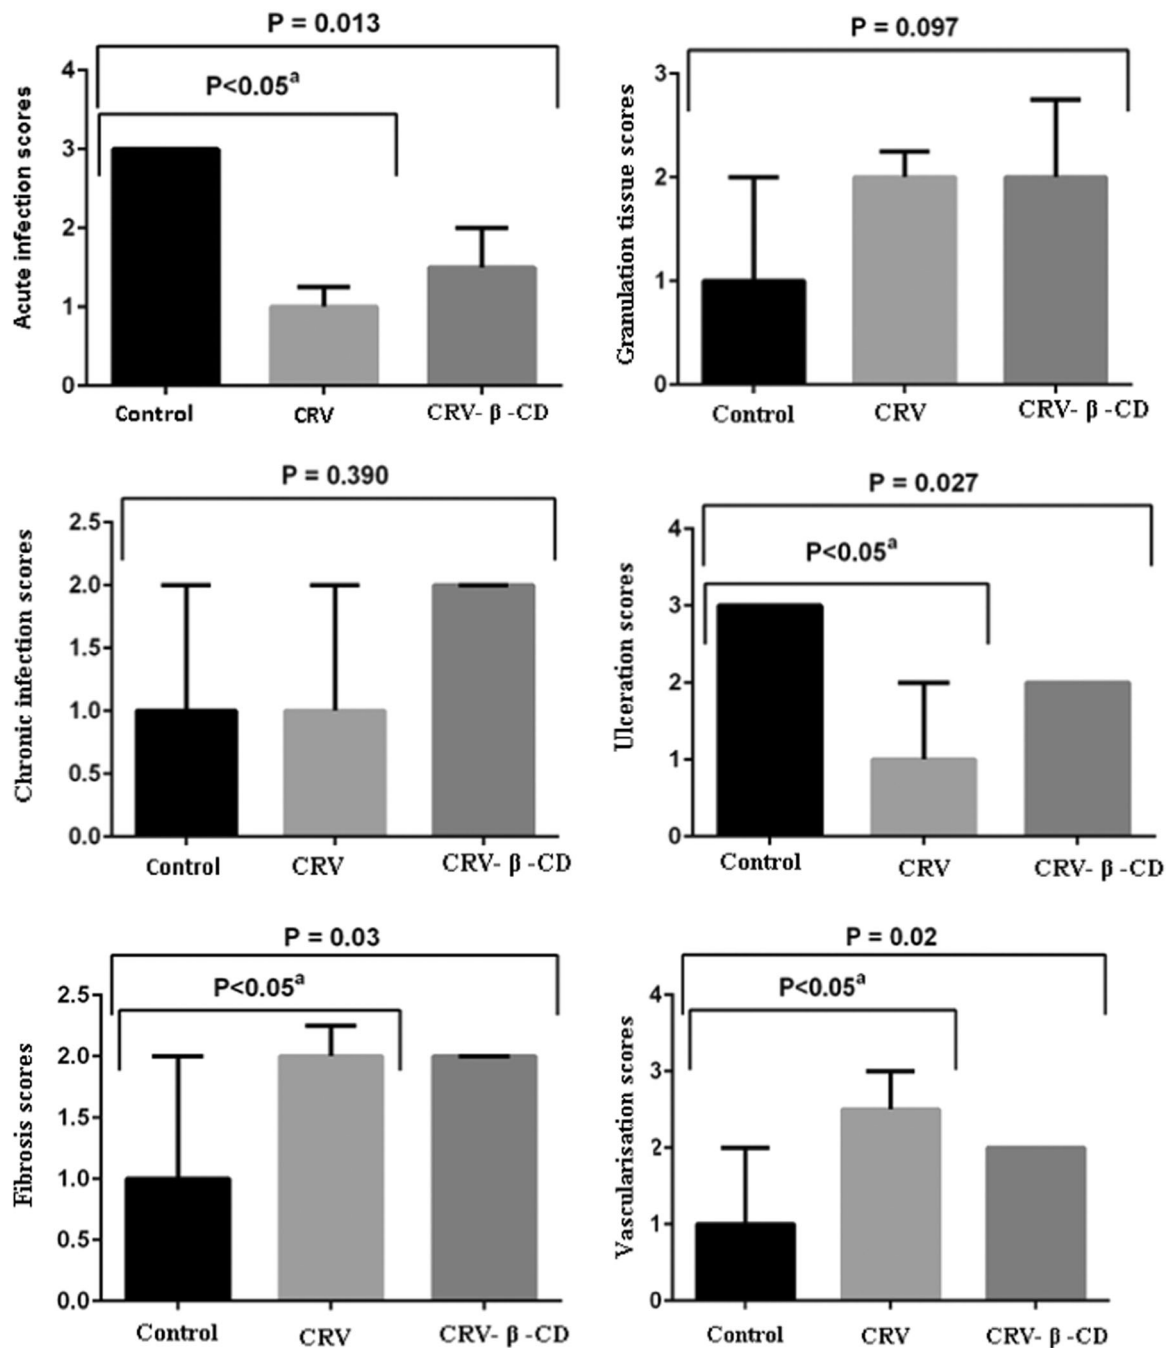 P = 0.013
P<0.05ᵃ
Acute infection scores
4
3
2
1
0
Control CRV CRV- β -CD
P = 0.097
Granulation tissue scores
3
2
1
0
Control CRV CRV- β -CD
P = 0.390
Chronic infection scores
2.5
2.0
1.5
1.0
0.5
0.0
Control CRV CRV- β -CD
P = 0.027
P<0.05ᵃ
Ulceration scores
4
3
2
1
0
Control CRV CRV- β -CD
P = 0.03
P<0.05ᵃ
Fibrosis scores
2.5
2.0
1.5
1.0
0.5
0.0
Control CRV CRV- β -CD
P = 0.02
P<0.05ᵃ
Vascularisation scores
4
3
2
1
0
Control CRV CRV- β -CD